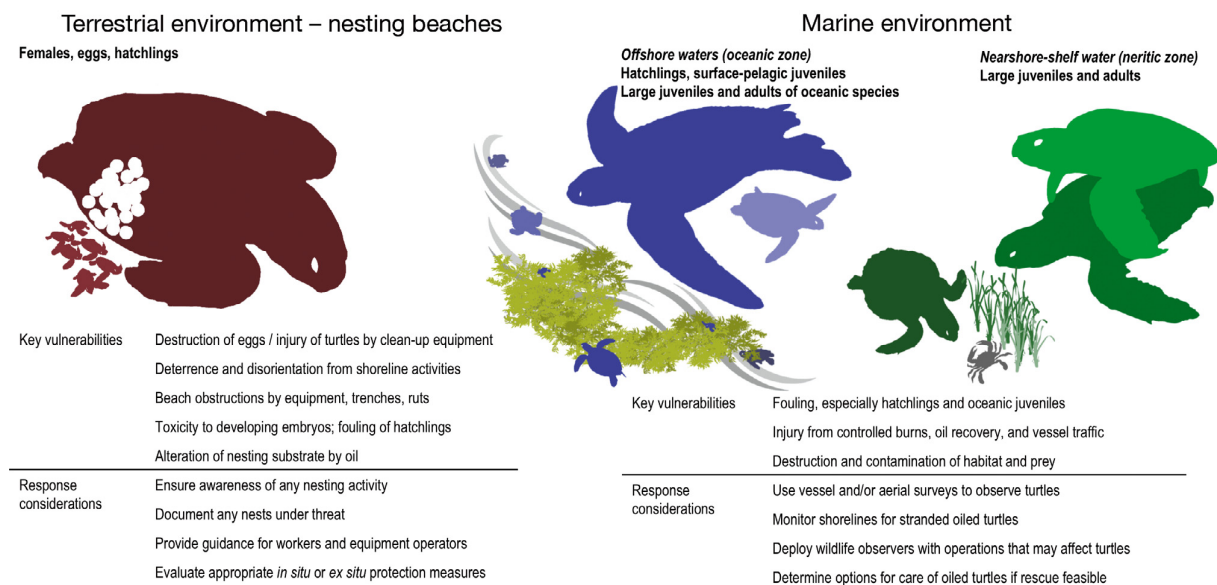 Terrestrial environment – nesting beaches
Females, eggs, hatchlings
Key vulnerabilities
Destruction of eggs / injury of turtles by clean-up equipment
Deterrence and disorientation from shoreline activities
Beach obstructions by equipment, trenches, ruts
Toxicity to developing embryos; fouling of hatchlings
Alteration of nesting substrate by oil
Response
considerations
Ensure awareness of any nesting activity
Document any nests under threat
Provide guidance for workers and equipment operators
Evaluate appropriate in situ or ex situ protection measures
Marine environment
Offshore waters (oceanic zone)
Hatchlings, surface-pelagic juveniles
Large juveniles and adults of oceanic species
Nearshore-shelf water (neritic zone)
Large juveniles and adults
Key vulnerabilities
Fouling, especially hatchlings and oceanic juveniles
Injury from controlled burns, oil recovery, and vessel traffic
Destruction and contamination of habitat and prey
Response
considerations
Use vessel and/or aerial surveys to observe turtles
Monitor shorelines for stranded oiled turtles
Deploy wildlife observers with operations that may affect turtles
Determine options for care of oiled turtles if rescue feasible